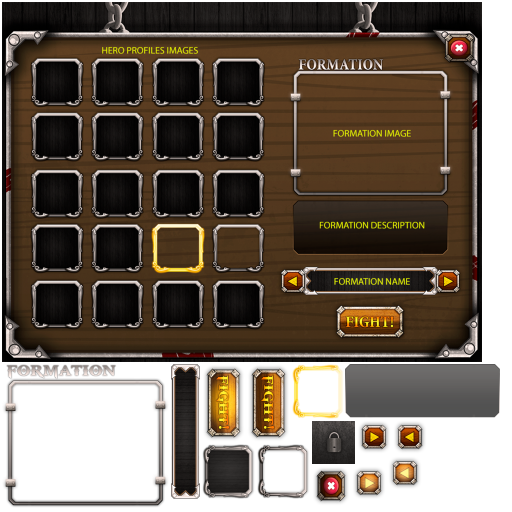 HERO PROFILES IMAGES
FORMATION
FORMATION IMAGE
FORMATION DESCRIPTION
FORMATION NAME
FIGHT!
FORMATION
FIGHT!
FIGHT!